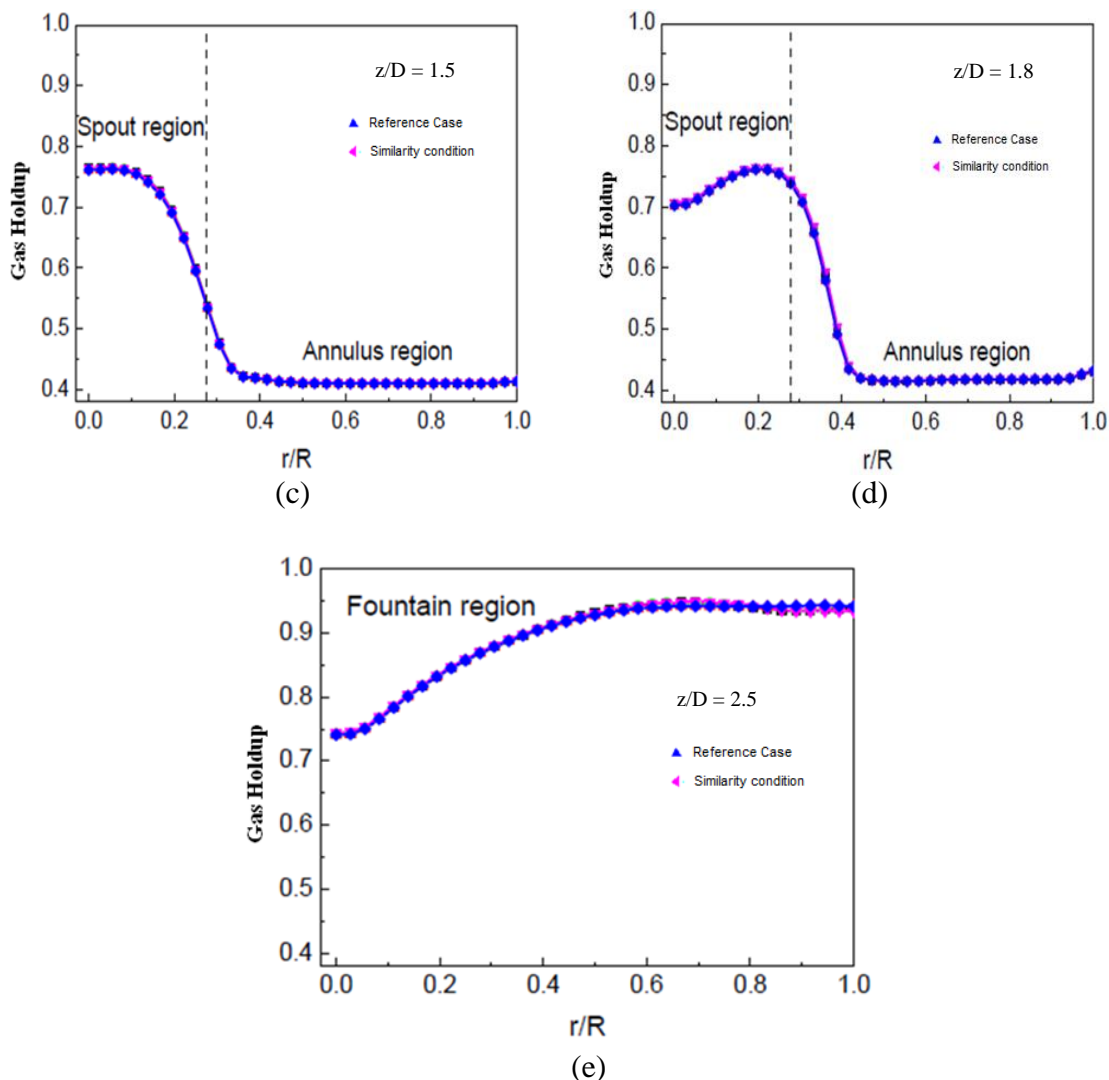 1.0
0.9
0.8
0.7
0.6
0.5
0.4
Gas Holdup
z/D = 1.5
Reference Case
Similarity condition
Spout region
Annulus region
0.0 0.2 0.4 0.6 0.8 1.0
r/R
(c)
1.0
0.9
0.8
0.7
0.6
0.5
0.4
Gas Holdup
z/D = 1.8
Reference Case
Similarity condition
Spout region
Annulus region
0.0 0.2 0.4 0.6 0.8 1.0
r/R
(d)
1.0
0.9
0.8
0.7
0.6
0.5
0.4
Gas Holdup
Fountain region
z/D = 2.5
Reference Case
Similarity condition
0.0 0.2 0.4 0.6 0.8 1.0
r/R
(e)